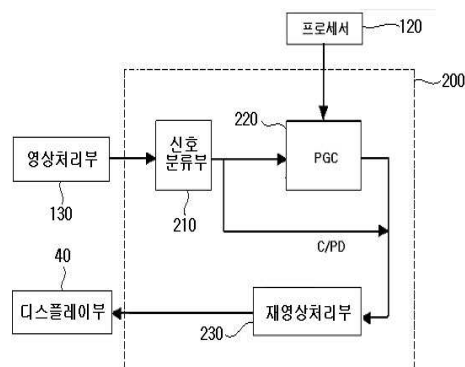 프로세서
120
200
220
영상처리부
신호
분류부
PGC
130
210
C/PD
40
디스플레이부
재영상처리부
230